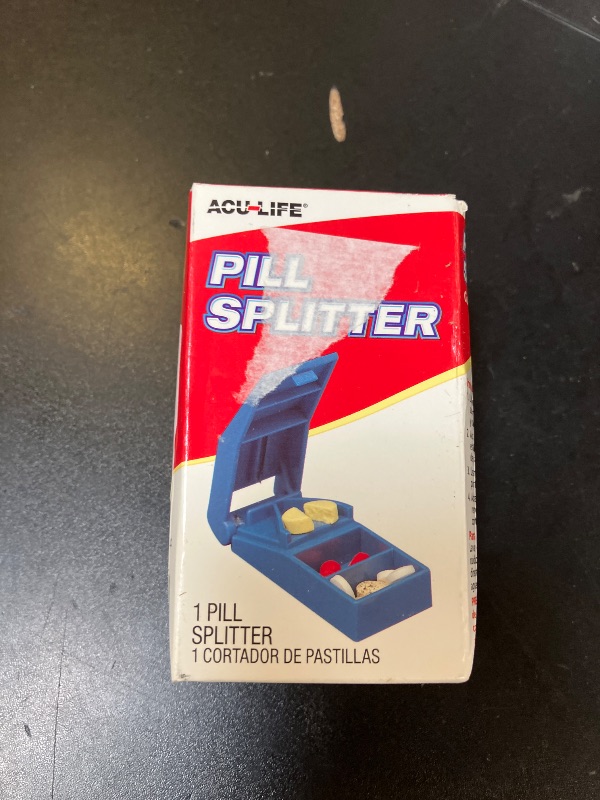 ACU-LIFE®
PILL
SPLITTER
1 PILL
SPLITTER
1 CORTADOR DE PASTILLAS